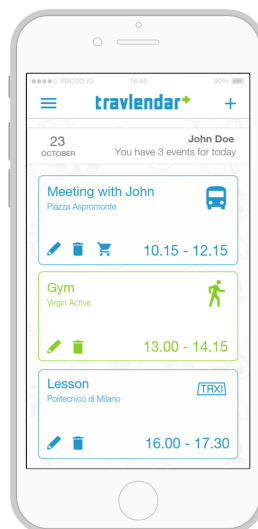 PROTO.IO 16:45 90%
travlendar+
23 John Doe
OCTOBER You have 3 events for today
Meeting with John
Piazza Aspromonte
10.15 - 12.15
Gym
Virgin Active
13.00 - 14.15
Lesson TAXI
Politecnico di Milano
16.00 - 17.30